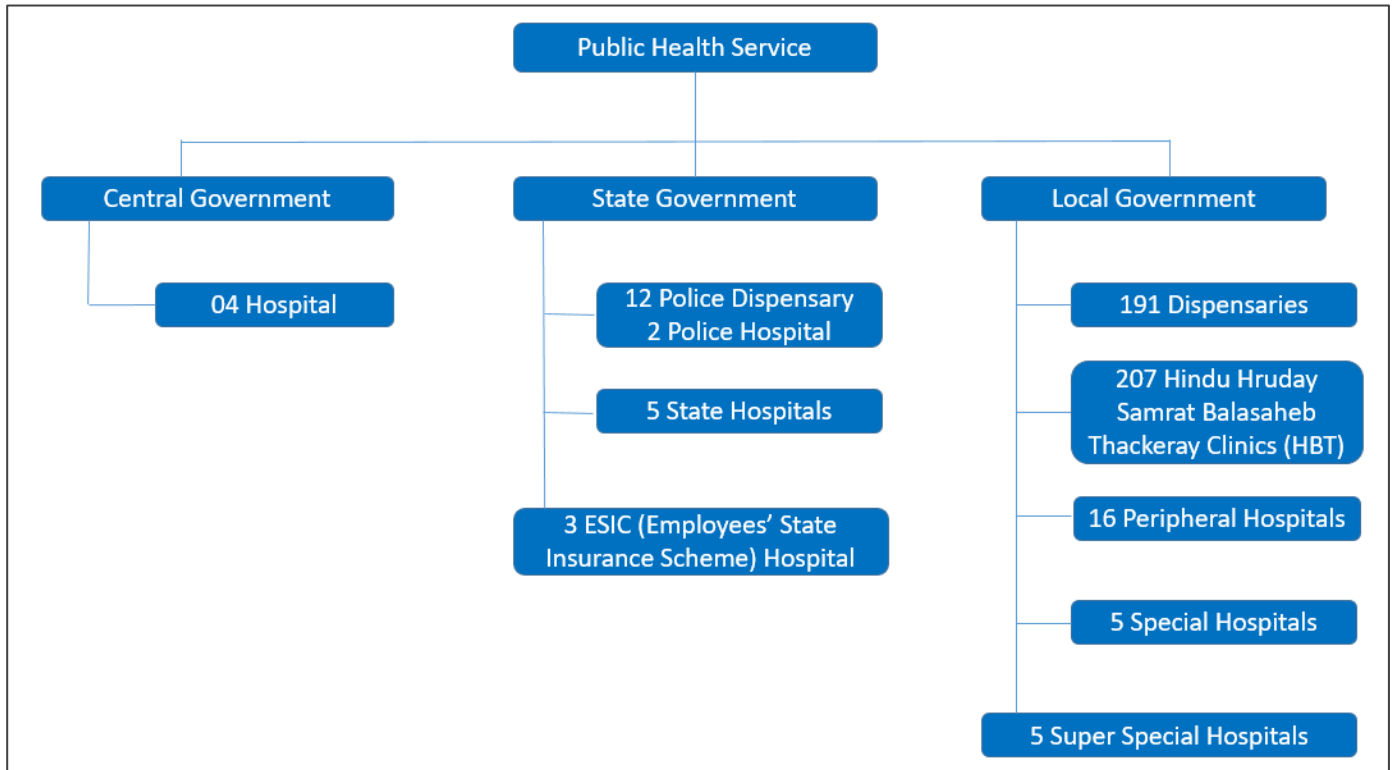 Public Health Service
Central Government
State Government
Local Government
04 Hospital
12 Police Dispensary
2 Police Hospital
5 State Hospitals
3 ESIC (Employees’ State
Insurance Scheme) Hospital
191 Dispensaries
207 Hindu Hruday
Samrat Balasaheb
Thackeray Clinics (HBT)
16 Peripheral Hospitals
5 Special Hospitals
5 Super Special Hospitals